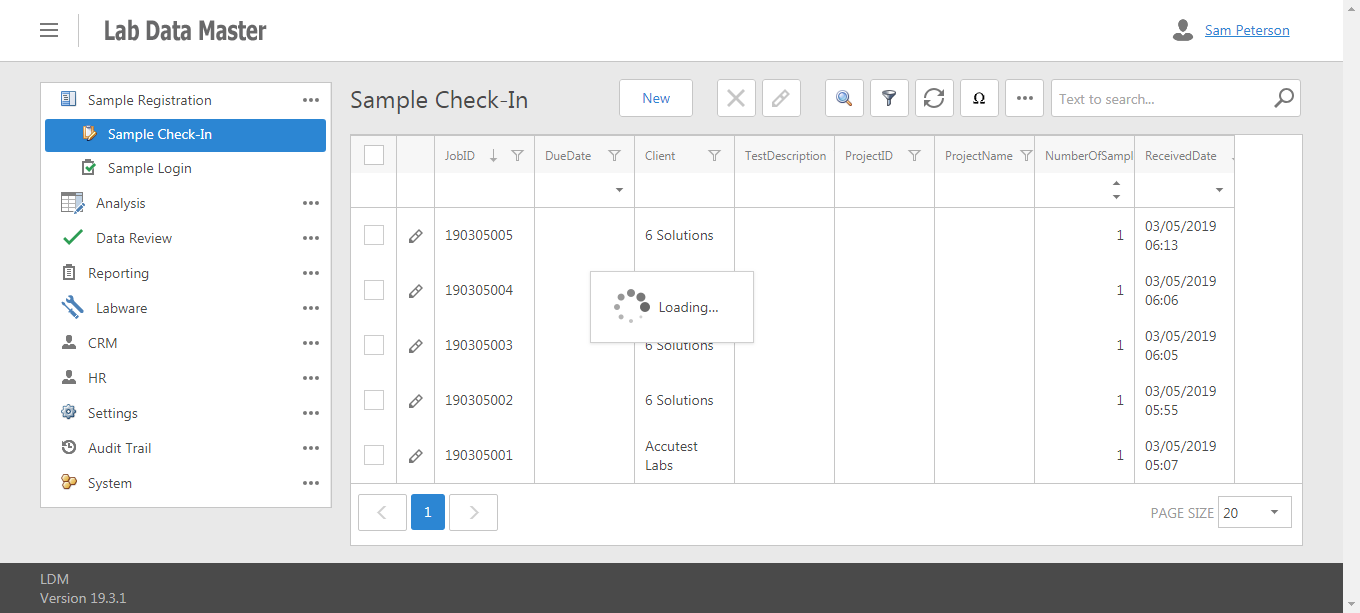 Lab Data Master
Sam Peterson
Sample Registration
Sample Check-In
Sample Login
Analysis
Data Review
Reporting
Labware
CRM
HR
Settings
Audit Trail
System
Sample Check-In
New
Ω
Text to search...
JobID DueDate Client TestDescription ProjectID ProjectName NumberOfSampl ReceivedDate
190305005 6 Solutions 1 03/05/2019
06:13
190305004 1 03/05/2019
06:06
Loading...
190305003 6 Solutions 1 03/05/2019
06:05
190305002 6 Solutions 1 03/05/2019
05:55
190305001 Accutest
Labs 1 03/05/2019
05:07
1
PAGE SIZE 20
LDM
Version 19.3.1